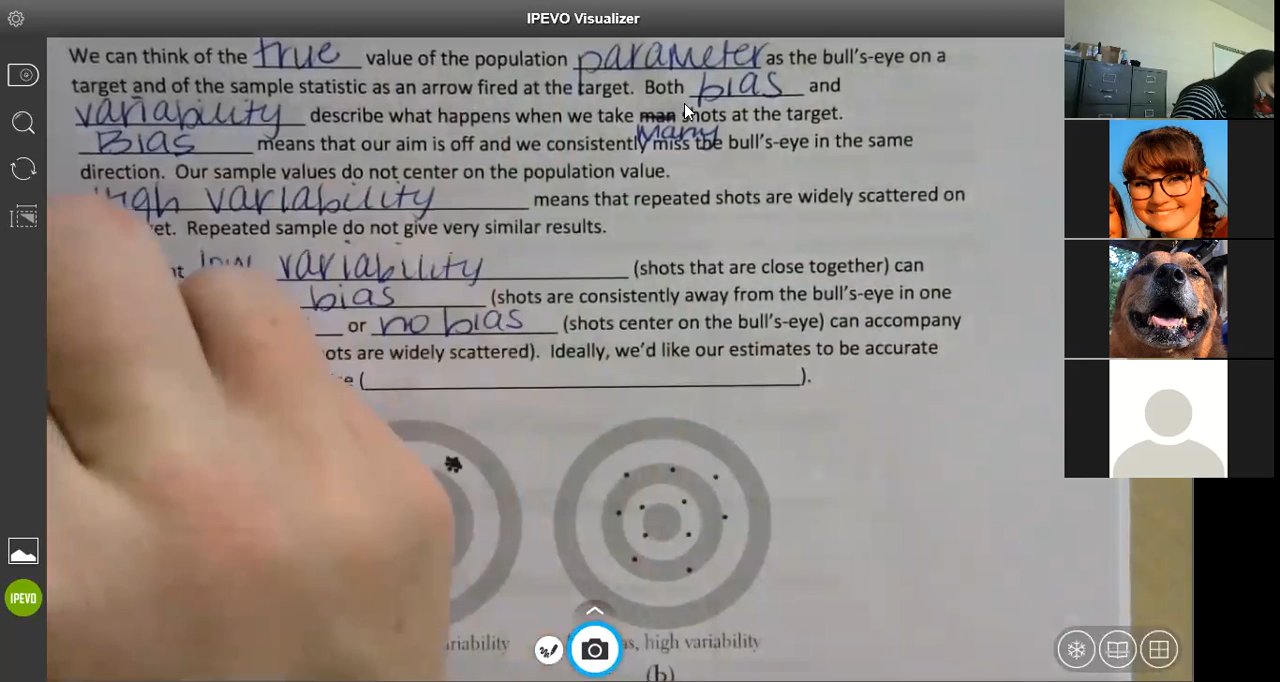 IPEVO Visualizer
We can think of the true value of the population parameter as the bull's-eye on a
target and of the sample statistic as an arrow fired at the target. Both bias and
variability describe what happens when we take man shots at the target.
Many
Bias means that our aim is off and we consistently miss the bull's-eye in the same
direction. Our sample values do not center on the population value.
high variability means that repeated shots are widely scattered on
et. Repeated sample do not give very similar results.
low variability (shots that are close together) can
bias (shots are consistently away from the bull's-eye in one
or no bias (shots center on the bull's-eye) can accompany
ots are widely scattered). Ideally, we'd like our estimates to be accurate
( ).
riability
as, high variability
(b)
IPEVO